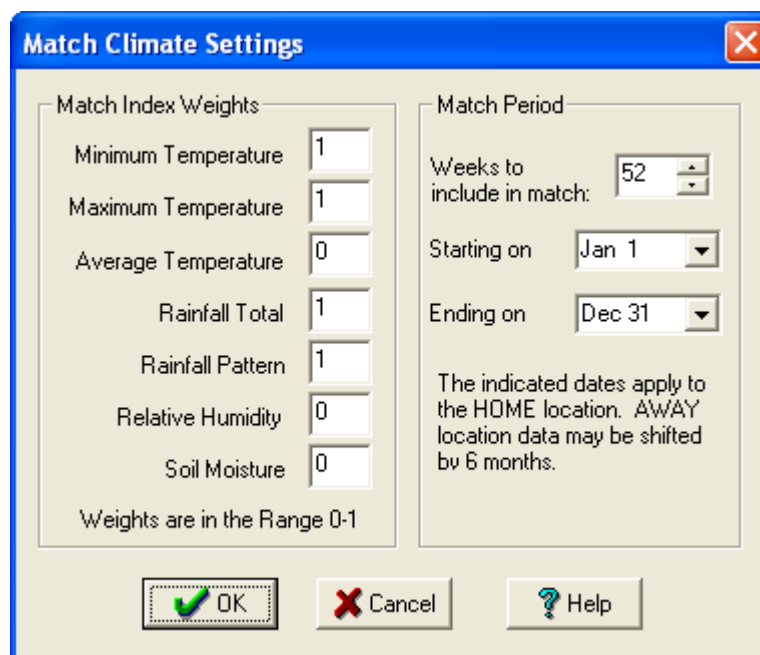 Match Climate Settings
Match Index Weights
Minimum Temperature 1
Maximum Temperature 1
Average Temperature 0
Rainfall Total 1
Rainfall Pattern 1
Relative Humidity 0
Soil Moisture 0
Weights are in the Range 0-1
Match Period
Weeks to
include in match: 52
Starting on Jan 1
Ending on Dec 31
The indicated dates apply to
the HOME location. AWAY
location data may be shifted
by 6 months.
OK
Cancel
? Help